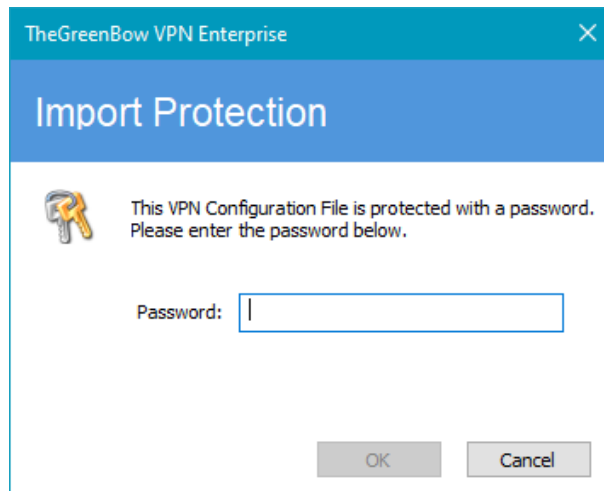 TheGreenBow VPN Enterprise
Import Protection
This VPN Configuration File is protected with a password.
Please enter the password below.
Password:
OK
Cancel